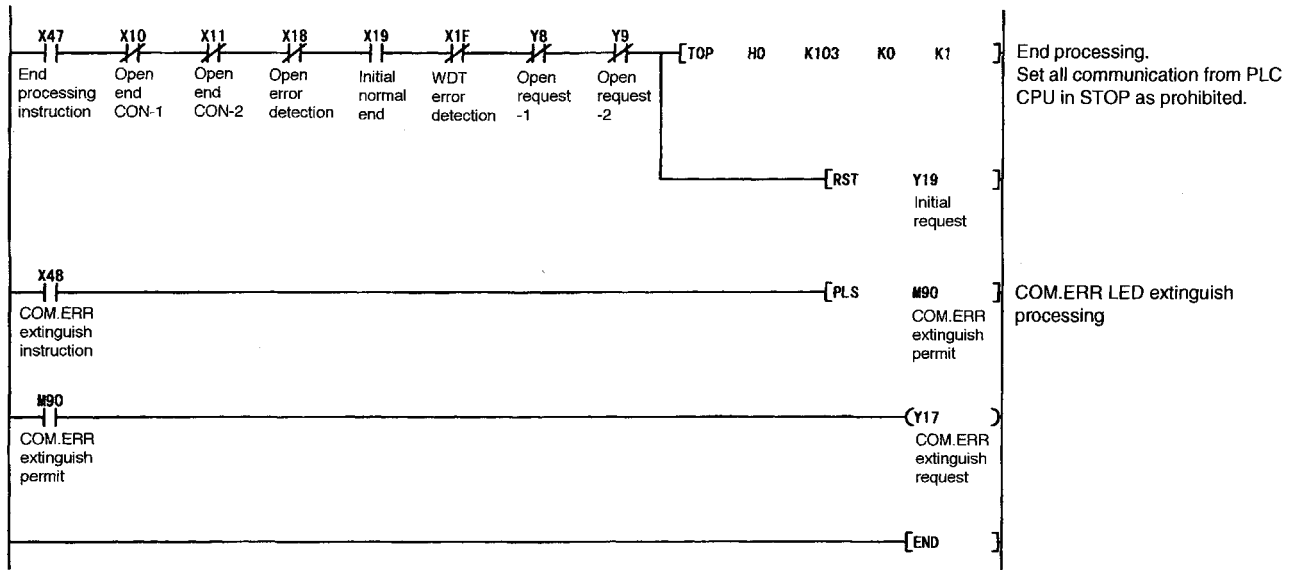 X47 X10 X11 X18 X19 X1F Y8 Y9
[TOP H0 K103 K0 K1 ]
End processing instruction
Open end CON-1
Open end CON-2
Open error detection
Initial normal end
WDT error detection
Open request -1
Open request -2
End processing.
Set all communication from PLC
CPU in STOP as prohibited.
[RST Y19 ]
Initial
request
X48
[PLS M90 ]
COM.ERR
extinguish
instruction
COM.ERR
extinguish
permit
COM.ERR LED extinguish
processing
M90
(Y17 )
COM.ERR
extinguish
permit
COM.ERR
extinguish
request
[END ]